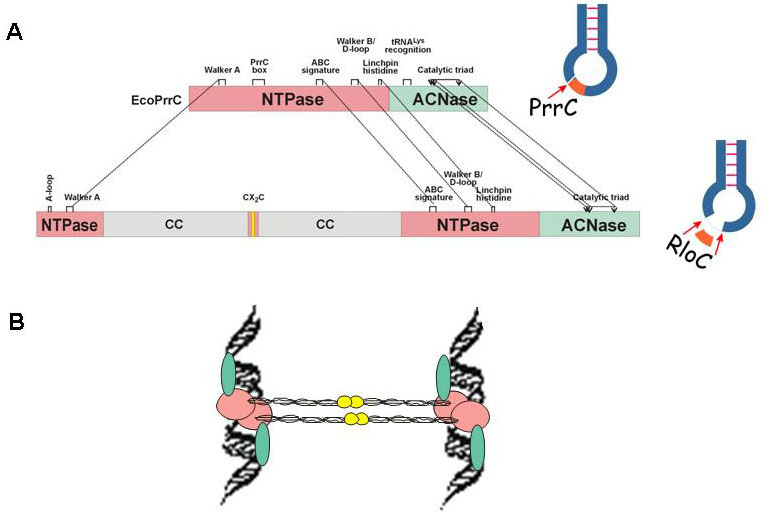 A
Walker A
PrrC
box
ABC
signature
Walker B/
D-loop
Linchpin
histidine
tRNALys
recognition
Catalytic triad
EcoPrrC
NTPase
ACNase
PrrC
A-loop
Walker A
CX2C
ABC
signature
Walker B/
D-loop
Linchpin
histidine
Catalytic triad
NTPase
CC
CC
NTPase
ACNase
RloC
B